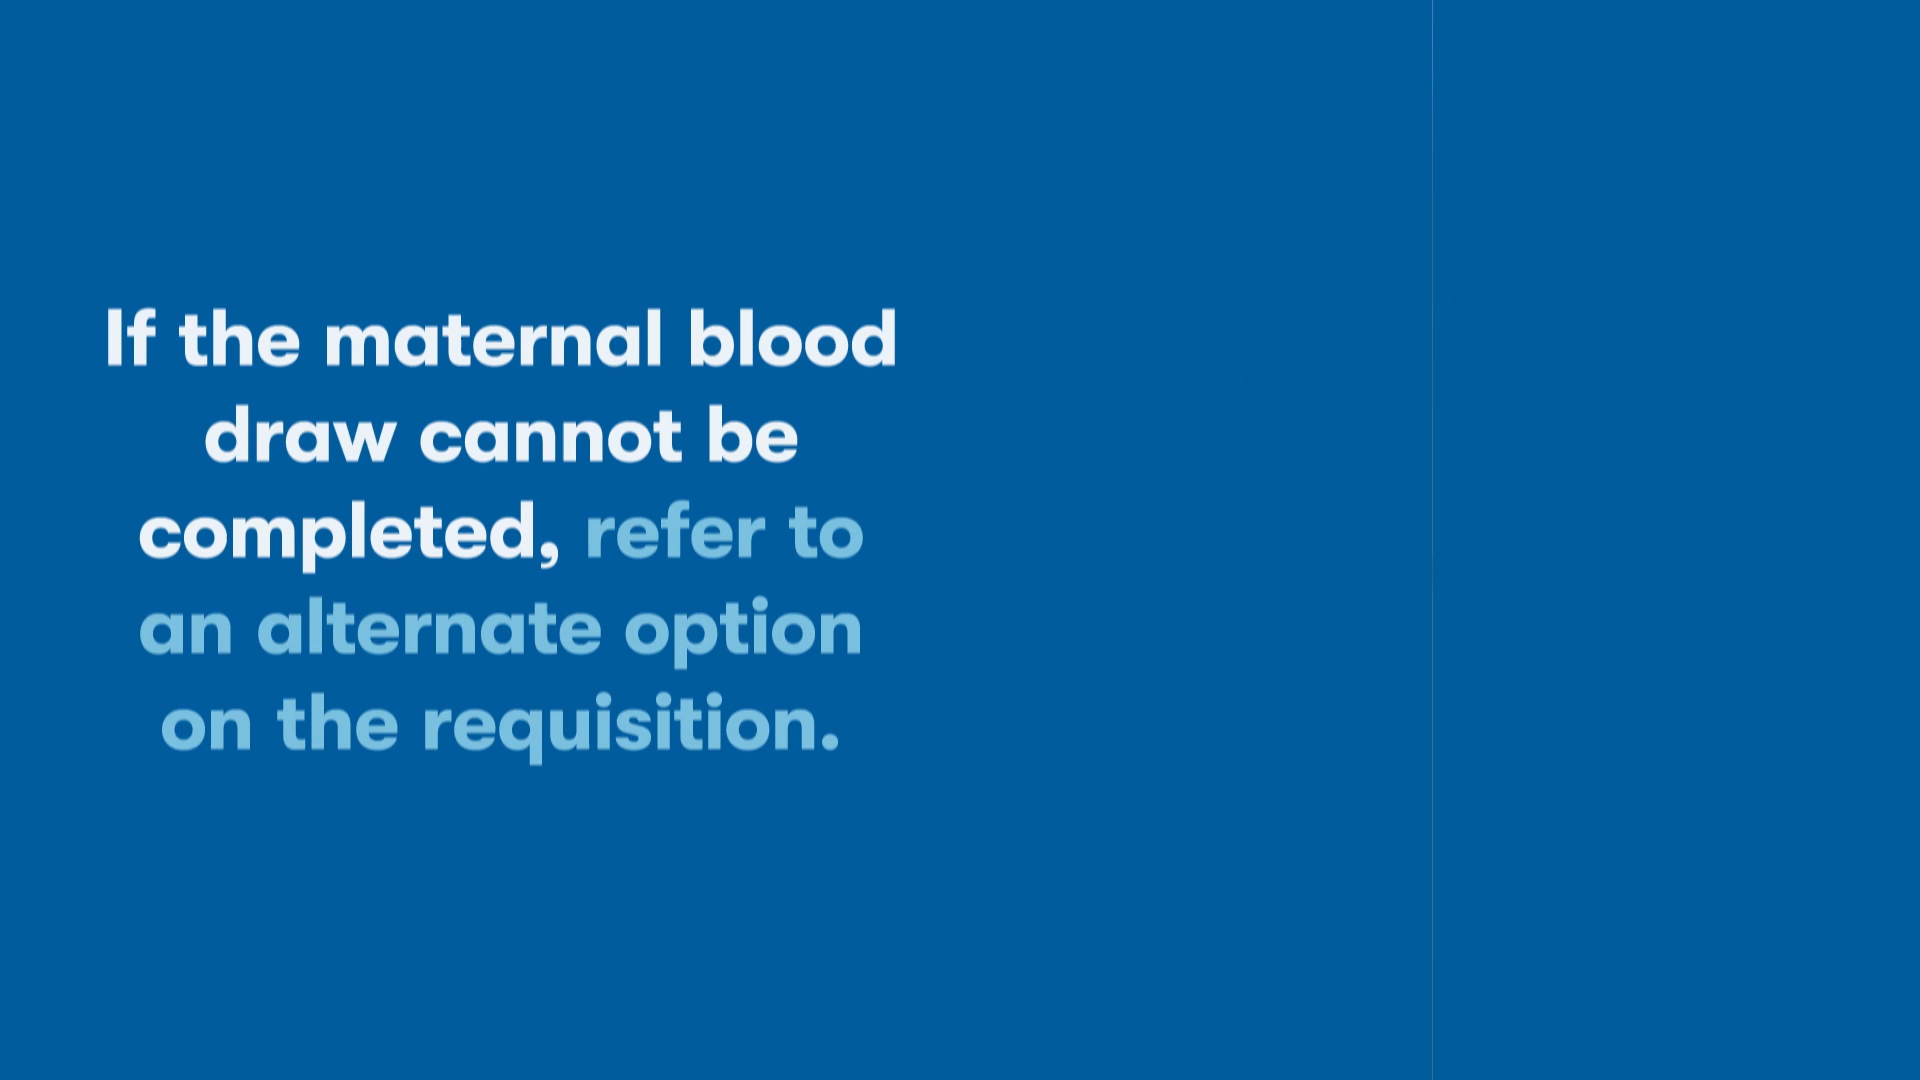 If the maternal blood
draw cannot be
completed, refer to
an alternate option
on the requisition.